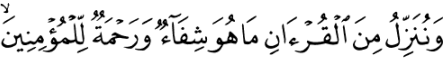 وَنُنَزِّلُ مِنَ ٱلْقُرْءَانِ مَا هُوَ شِفَآءٌ وَرَحْمَةٌ لِّلْمُؤْمِنِينَ ۙ